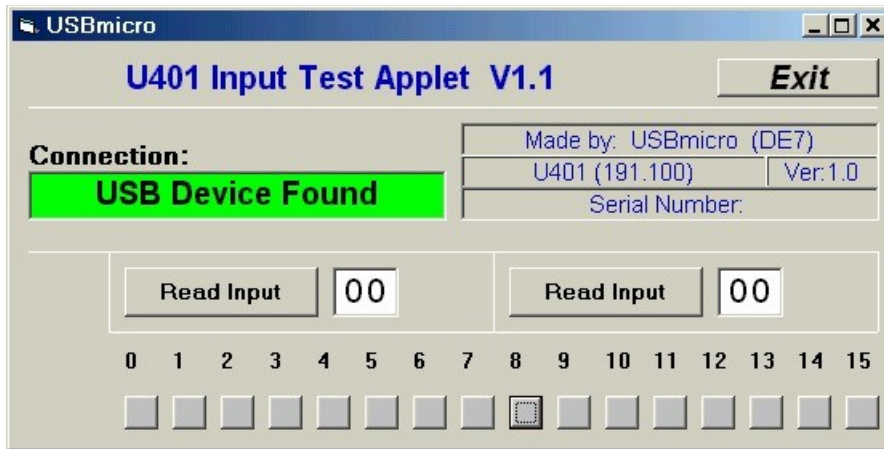 USBmicro
U401 Input Test Applet V1.1
Exit
Made by: USBmicro (DE7)
Connection:
U401 (191.100) Ver:1.0
USB Device Found
Serial Number:
Read Input 00 Read Input 00
0 1 2 3 4 5 6 7 8 9 10 11 12 13 14 15